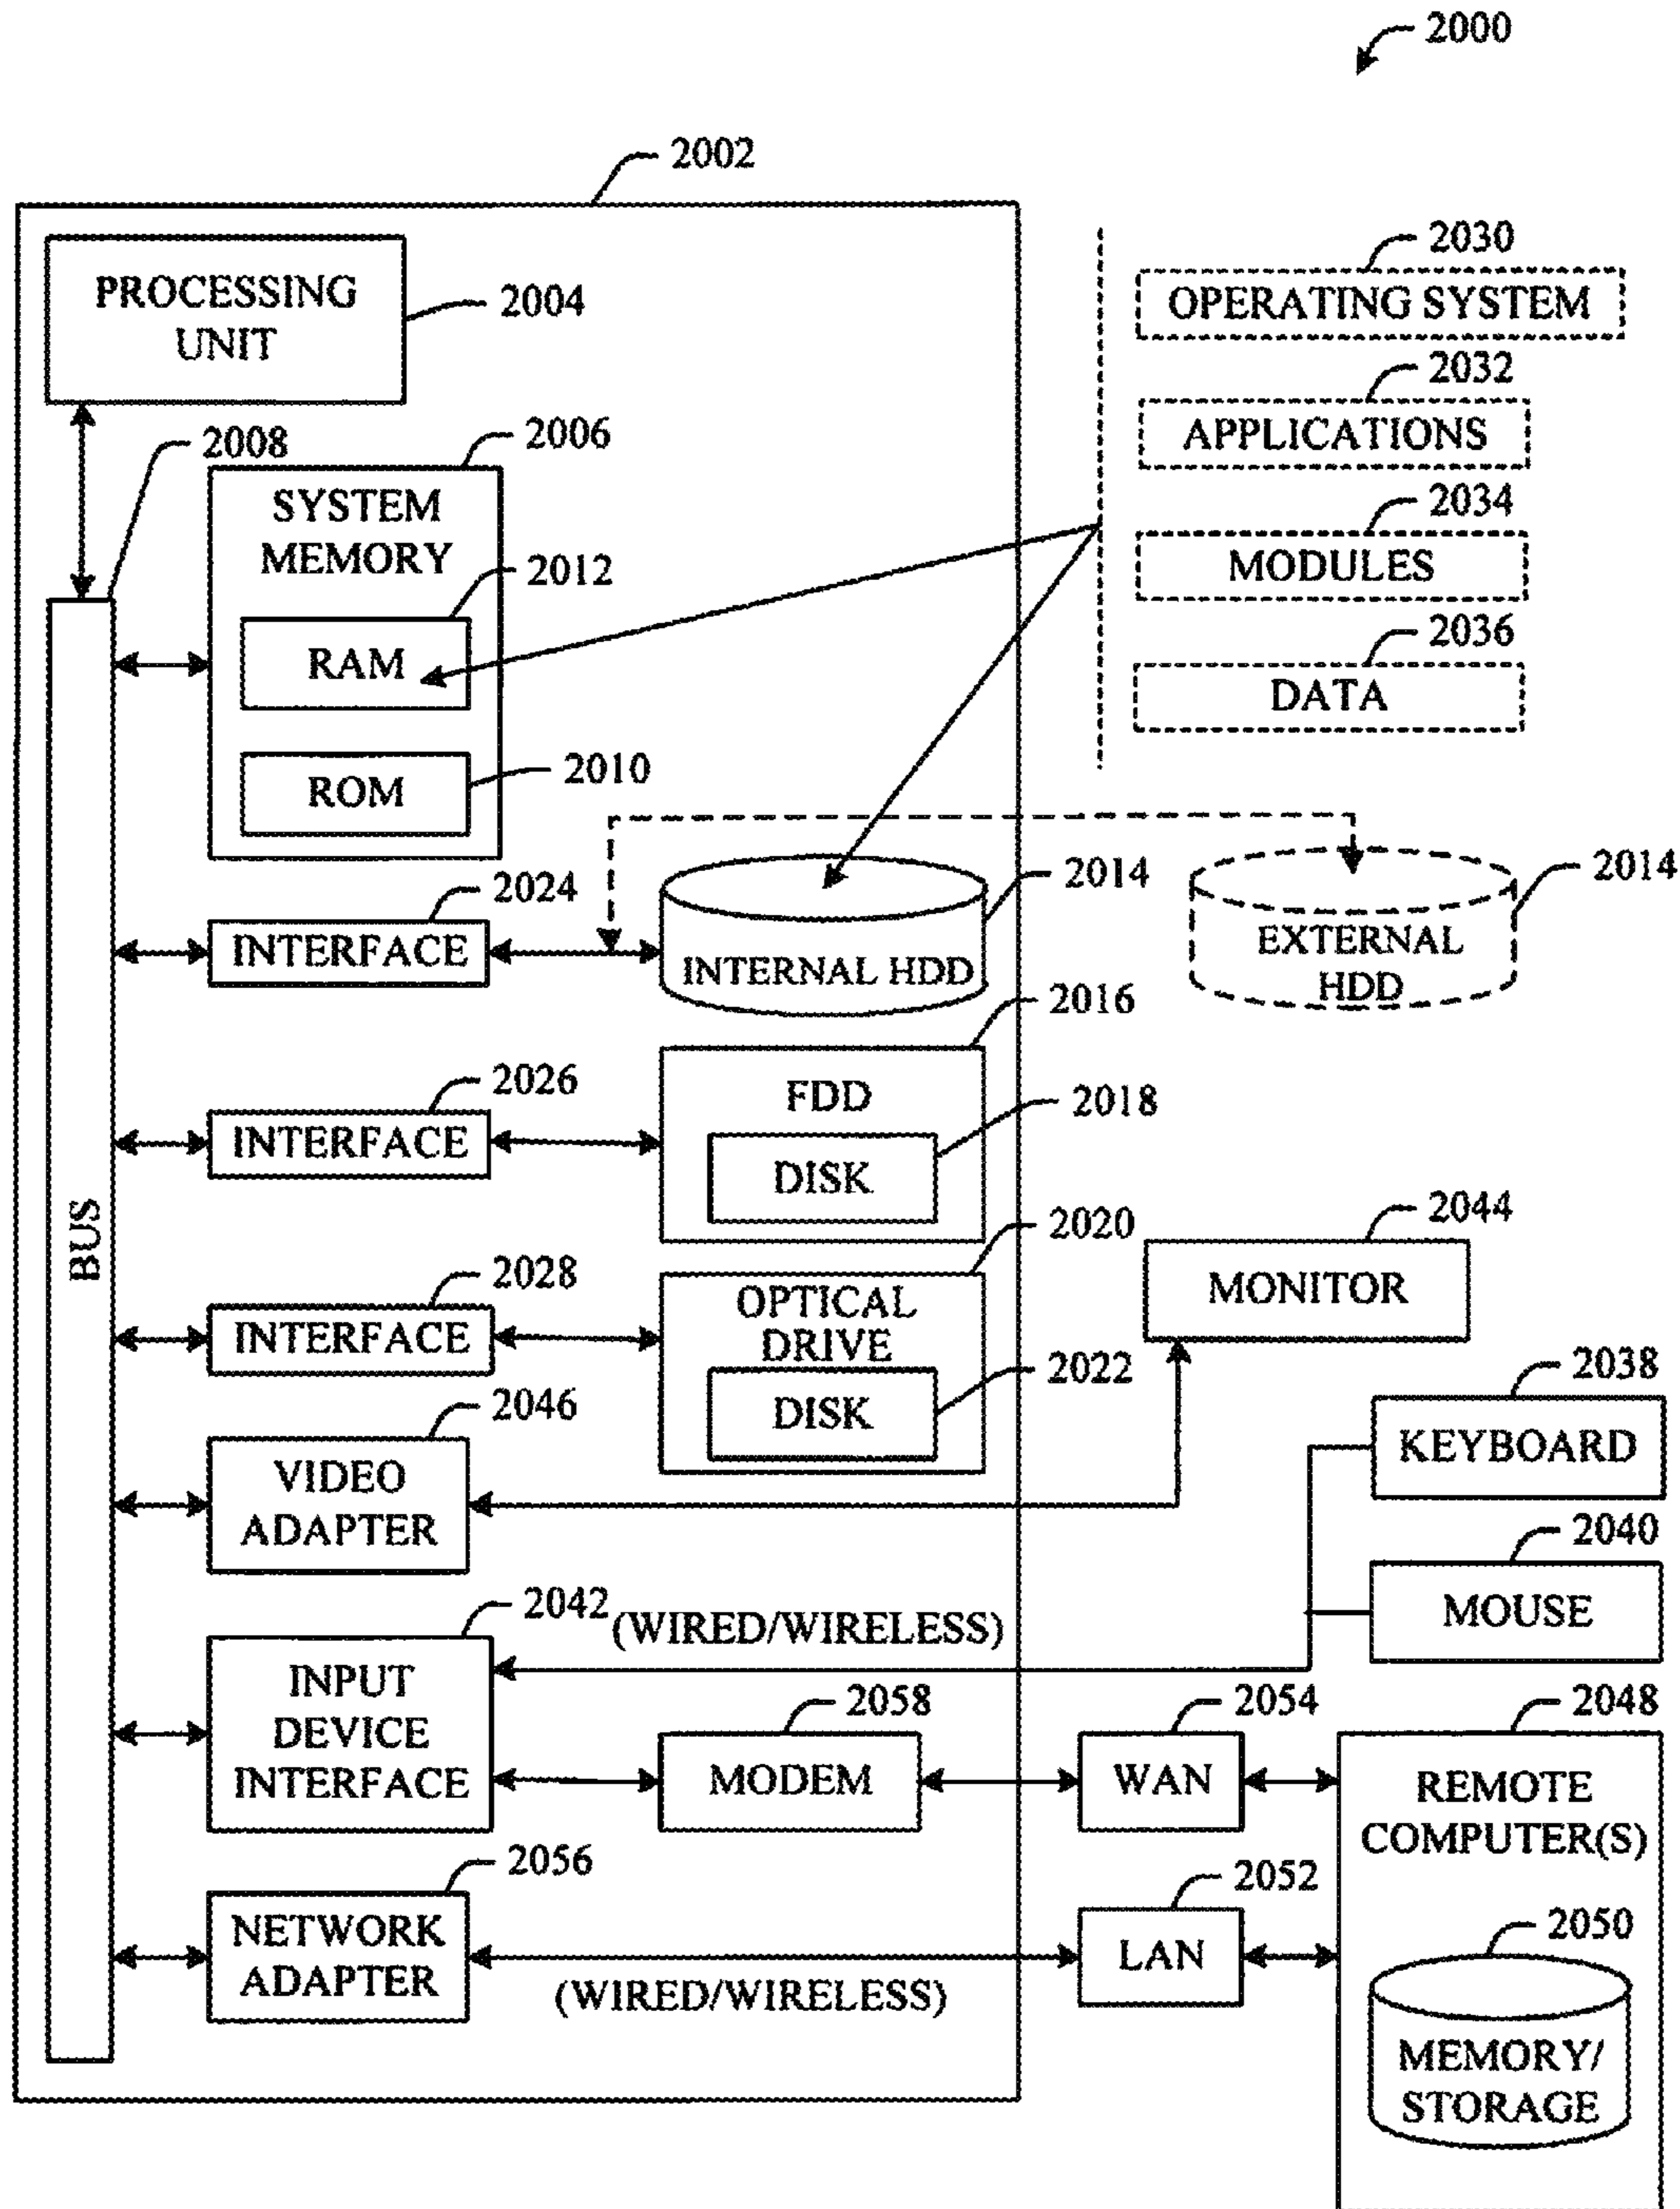 2000
2002
PROCESSING
UNIT
2004
2030
OPERATING SYSTEM
2032
APPLICATIONS
2034
MODULES
2036
DATA
2008
2006
SYSTEM
MEMORY
2012
RAM
2010
ROM
2024
INTERFACE
2014
INTERNAL HDD
2014
EXTERNAL
HDD
2026
INTERFACE
2016
FDD
2018
DISK
BUS
2028
INTERFACE
2020
OPTICAL
DRIVE
2022
DISK
2044
MONITOR
2038
KEYBOARD
2046
VIDEO
ADAPTER
2040
MOUSE
2042
(WIRED/WIRELESS)
INPUT
DEVICE
INTERFACE
2058
MODEM
2054
WAN
2048
REMOTE
COMPUTER(S)
2056
NETWORK
ADAPTER
(WIRED/WIRELESS)
2052
LAN
2050
MEMORY/
STORAGE